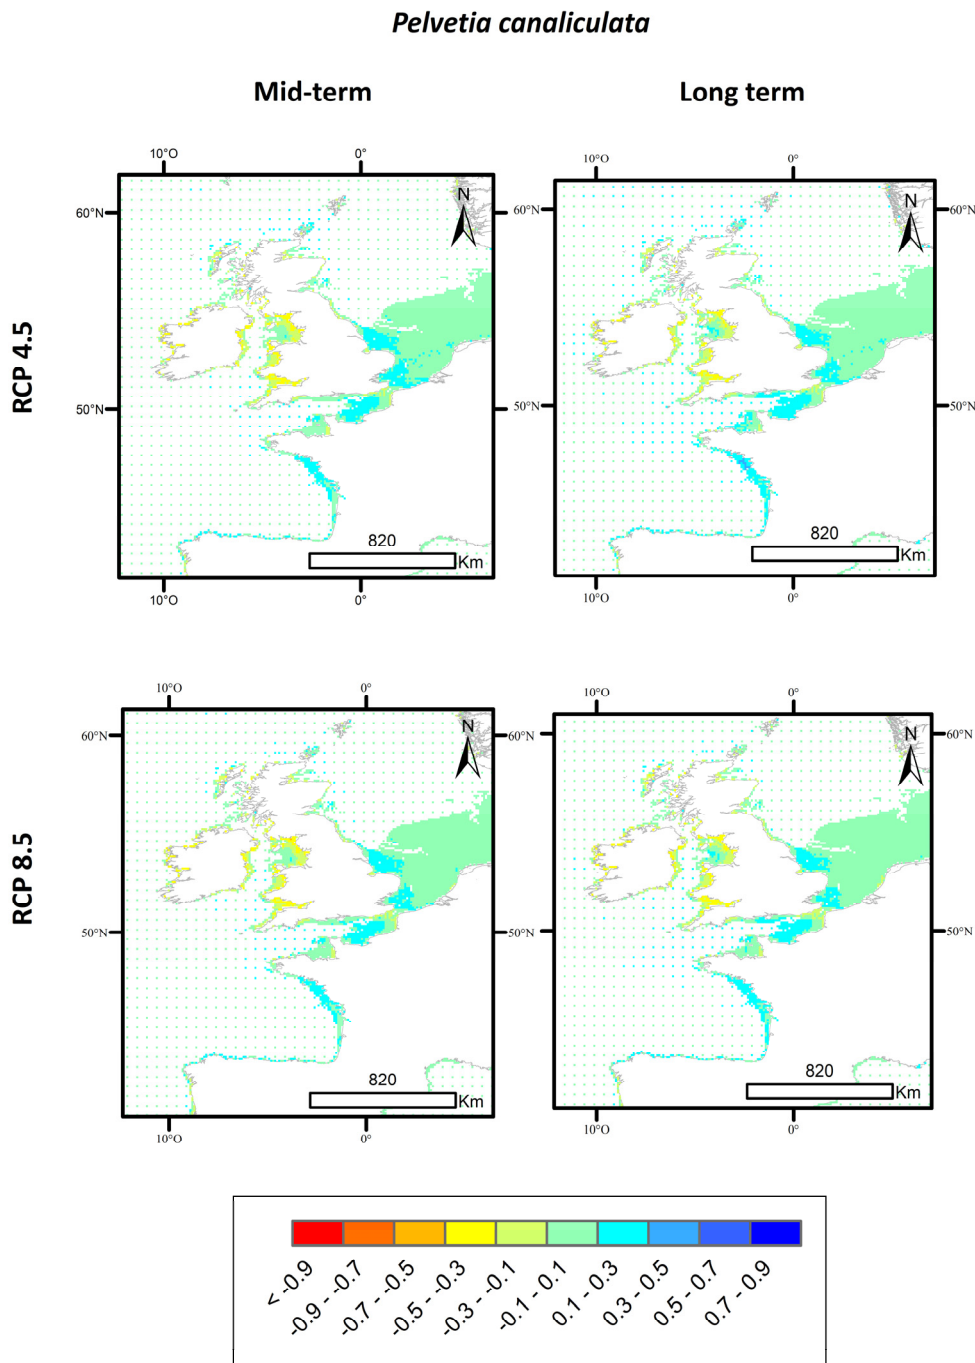 Pelvetia canaliculata
Mid-term
Long term
RCP 4.5
10°O 0°
60°N
50°N
N
820
Km
10°O 0°
10°O 0°
60°N 60°N
50°N 50°N
N
820
Km
10°O 0°
RCP 8.5
10°O 0°
60°N
50°N
N
820
Km
10°O 0°
10°O 0°
60°N 60°N
50°N 50°N
N
820
Km
10°O 0°
< -0.9
-0.9 - -0.7
-0.7 - -0.5
-0.5 - -0.3
-0.3 - -0.1
-0.1 - 0.1
0.1 - 0.3
0.3 - 0.5
0.5 - 0.7
0.7 - 0.9